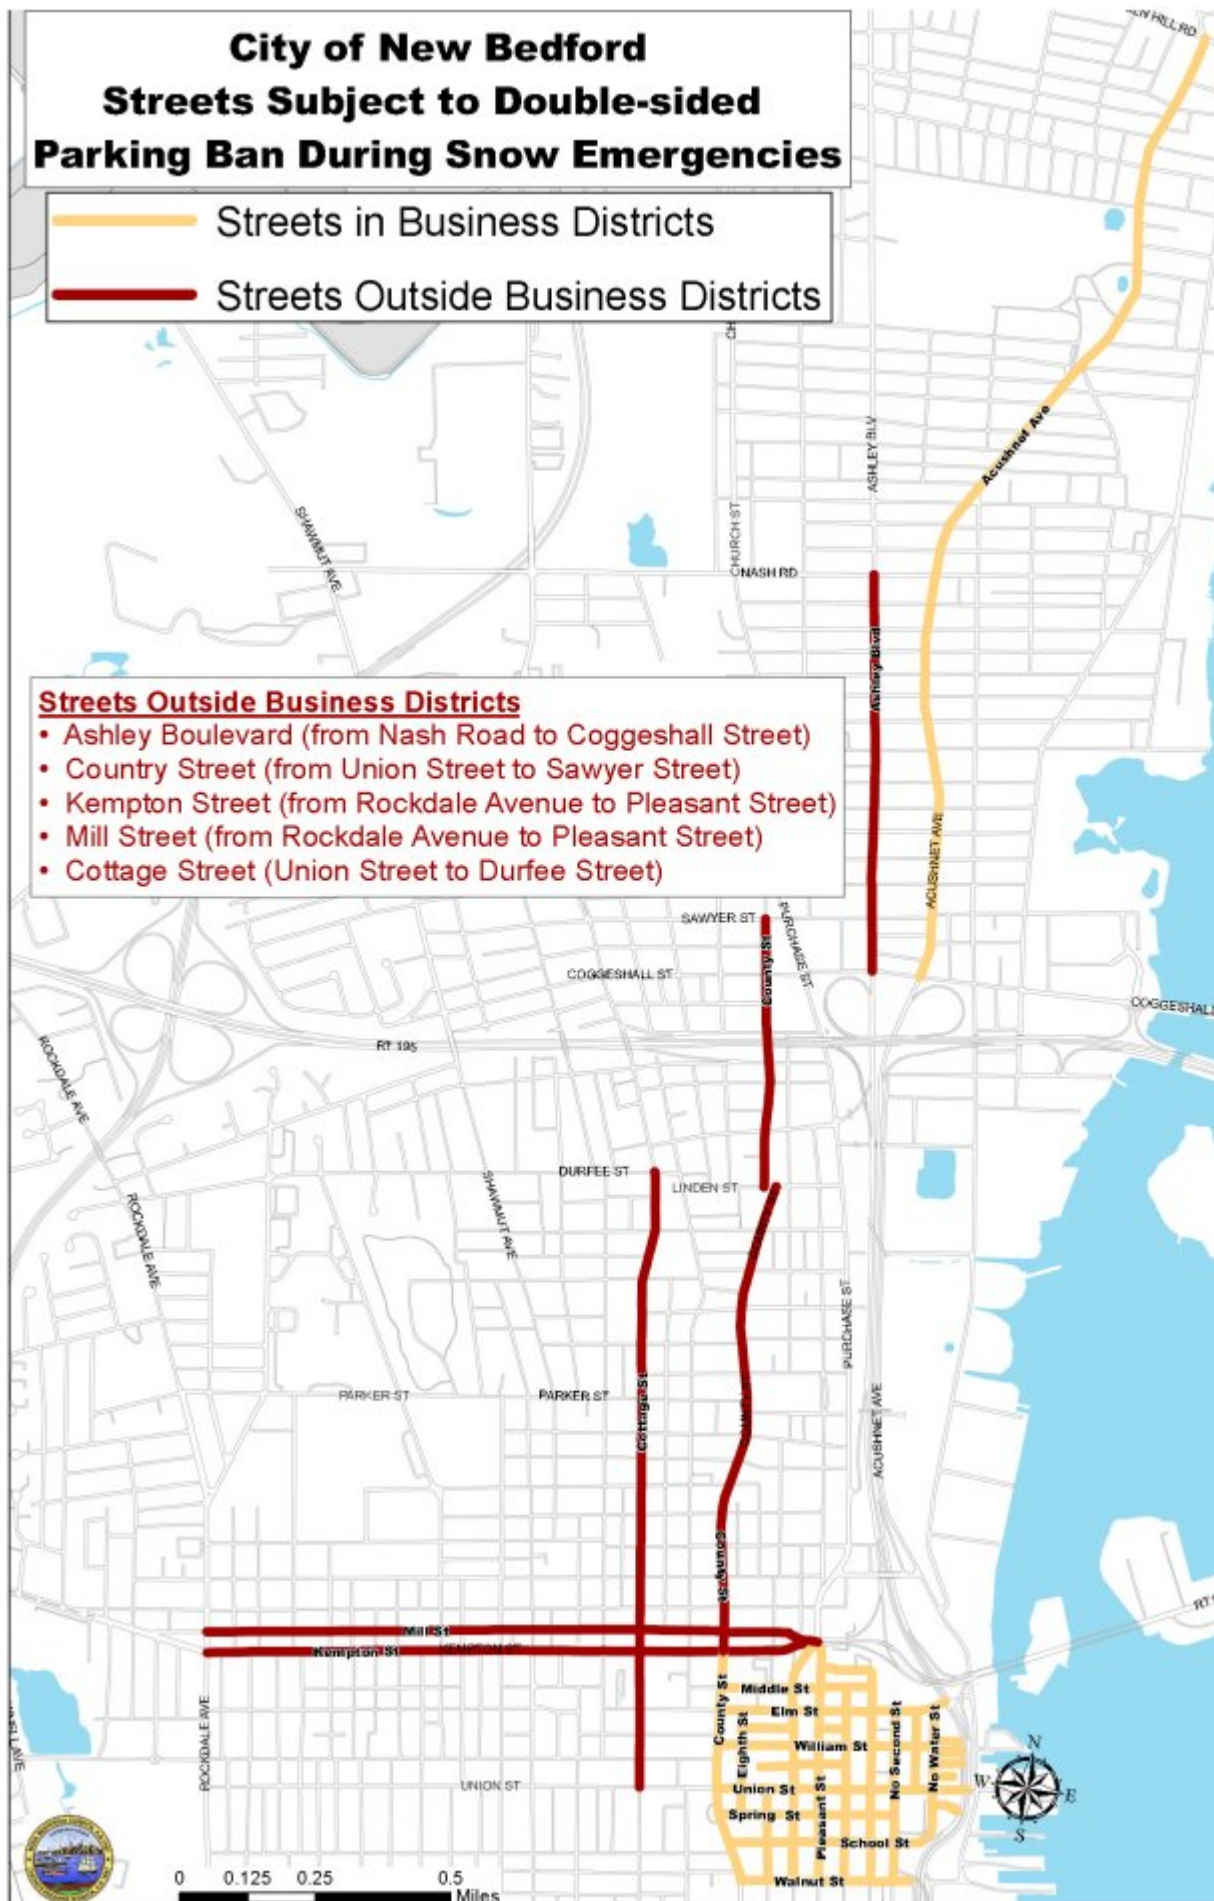 City of New Bedford
Streets Subject to Double-sided
Parking Ban During Snow Emergencies
Streets in Business Districts
Streets Outside Business Districts
HILL RD
ASHLEY BLV
Acushnet Ave
CHURCH ST
SHAWMUT AVE
NASH RD
Ashley Blvd
Streets Outside Business Districts
• Ashley Boulevard (from Nash Road to Coggeshall Street)
• Country Street (from Union Street to Sawyer Street)
• Kempton Street (from Rockdale Avenue to Pleasant Street)
• Mill Street (from Rockdale Avenue to Pleasant Street)
• Cottage Street (Union Street to Durfee Street)
ACUSHNET AVE
SAWYER ST
PURCHASE ST
County St
COGGESHALL ST
COGGESHALL
RT 195
ROCKDALE AVE
DURFEE ST
LINDEN ST
SHAWMUT AVE
ROCKDALE AVE
PURCHASE ST
PARKER ST
PARKER ST
Cottage St
ACUSHNET AVE
County St
Mill St
Kempton St
KEMPTON ST
County St
Middle St
Elm St
Eighth St
William St
No Second St
No Water St
ROCKDALE AVE
UNION ST
Union St
Spring St
Pleasant St
School St
Walnut St
N
W
E
S
0 0.125 0.25 0.5
Miles